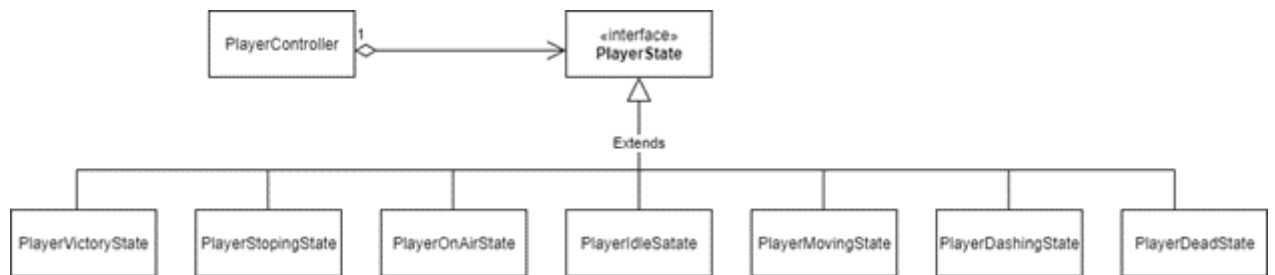 PlayerController
1
«interface»
PlayerState
Extends
PlayerVictoryState
PlayerStopingState
PlayerOnAirState
PlayerIdleSatate
PlayerMovingState
PlayerDashingState
PlayerDeadState